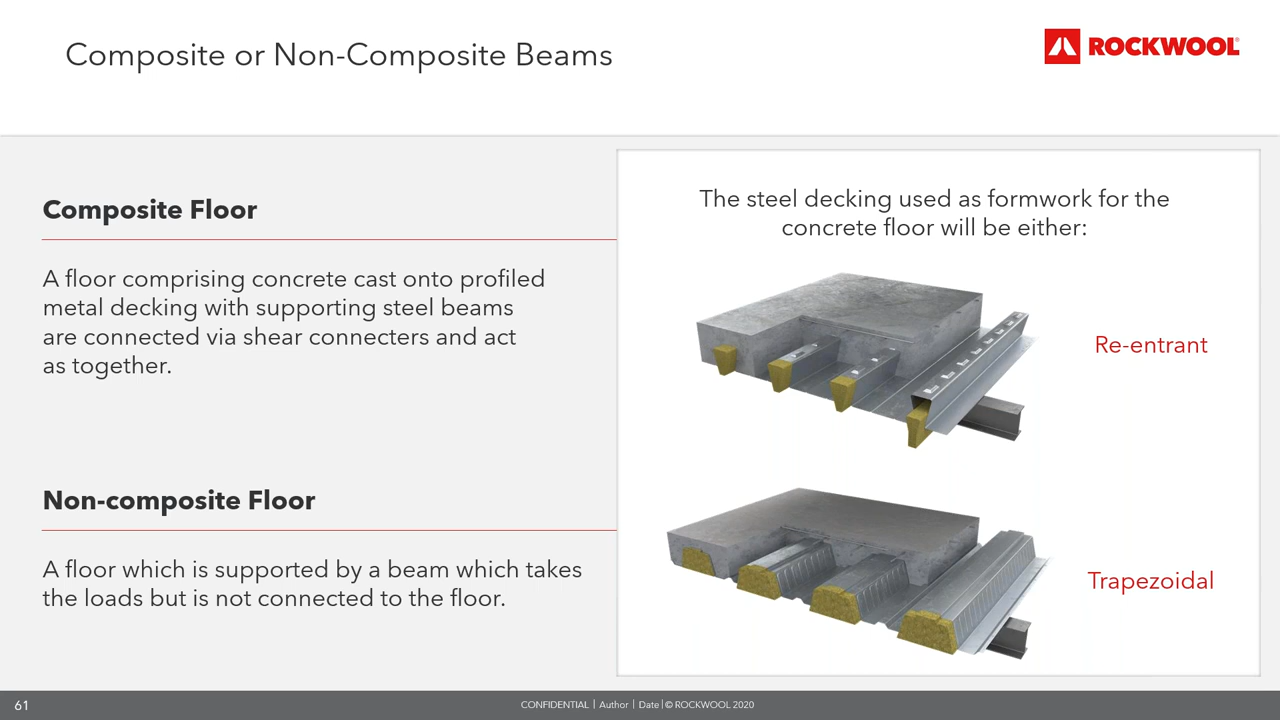 Composite or Non-Composite Beams
ROCKWOOL®
Composite Floor
A floor comprising concrete cast onto profiled
metal decking with supporting steel beams
are connected via shear connecters and act
as together.
Non-composite Floor
A floor which is supported by a beam which takes
the loads but is not connected to the floor.
The steel decking used as formwork for the
concrete floor will be either:
Re-entrant
Trapezoidal
61
CONFIDENTIAL | Author | Date | © ROCKWOOL 2020